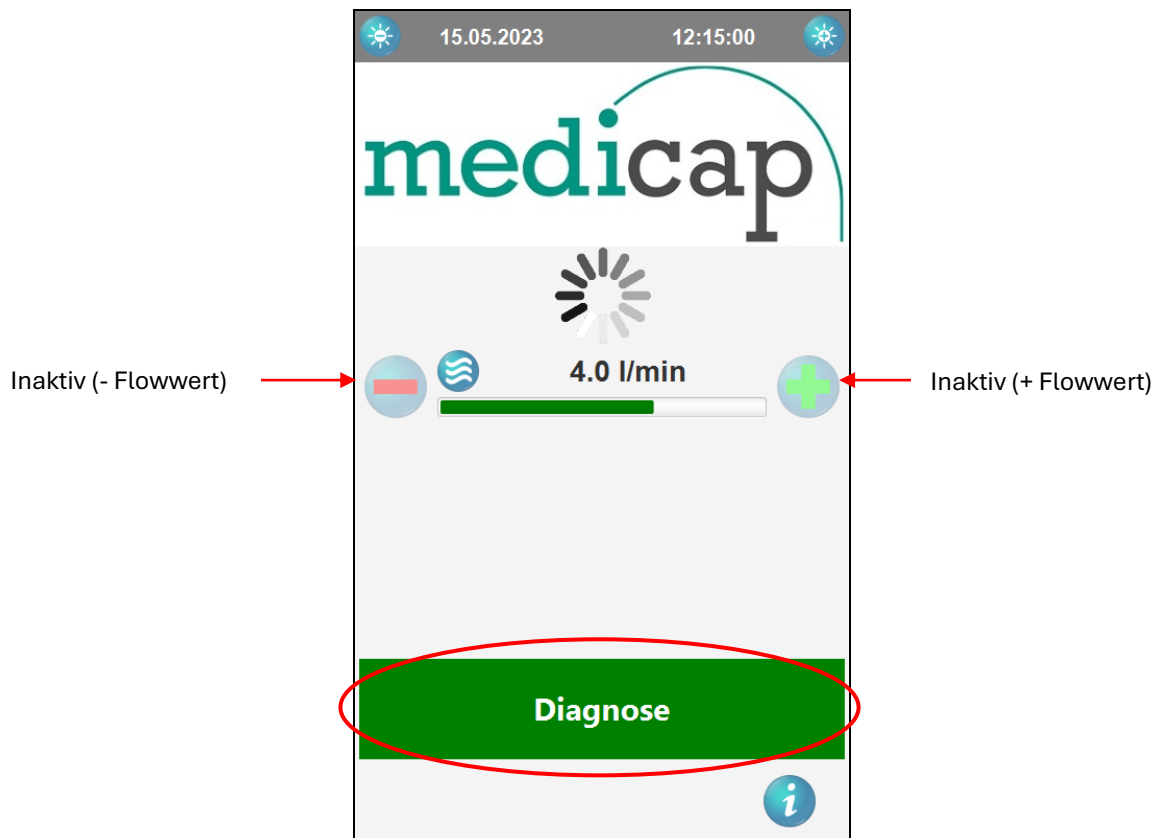 15.05.2023 12:15:00
medicap
4.0 l/min
Inaktiv (- Flowwert)
Inaktiv (+ Flowwert)
Diagnose
i